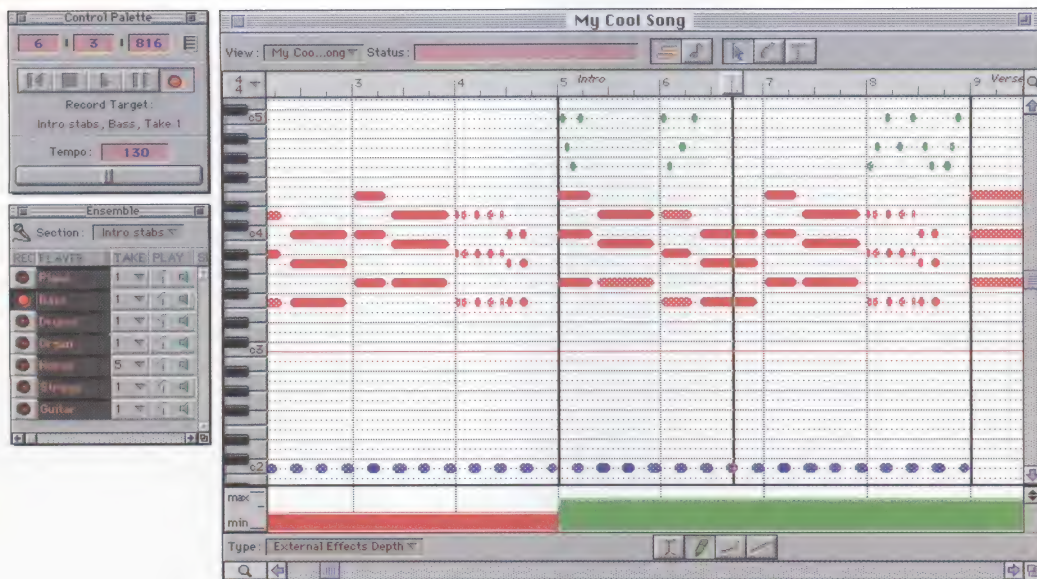 Control Palette
6 3 816
Record Target:
Intro stabs, Bass, Take 1
Tempo: 130
Ensemble
Section: Intro stabs
REC PLAYER TAKE PLAY
Piano 1
Bass 1
1
Organ 1
5
Strings 1
Guitar 1
My Cool Song
View: My Coo...ong Status:
4
4
3 4 5 Intro 6 7 8 9 Verse
c5
c4
c3
c2
max
min
Type: External Effects Depth